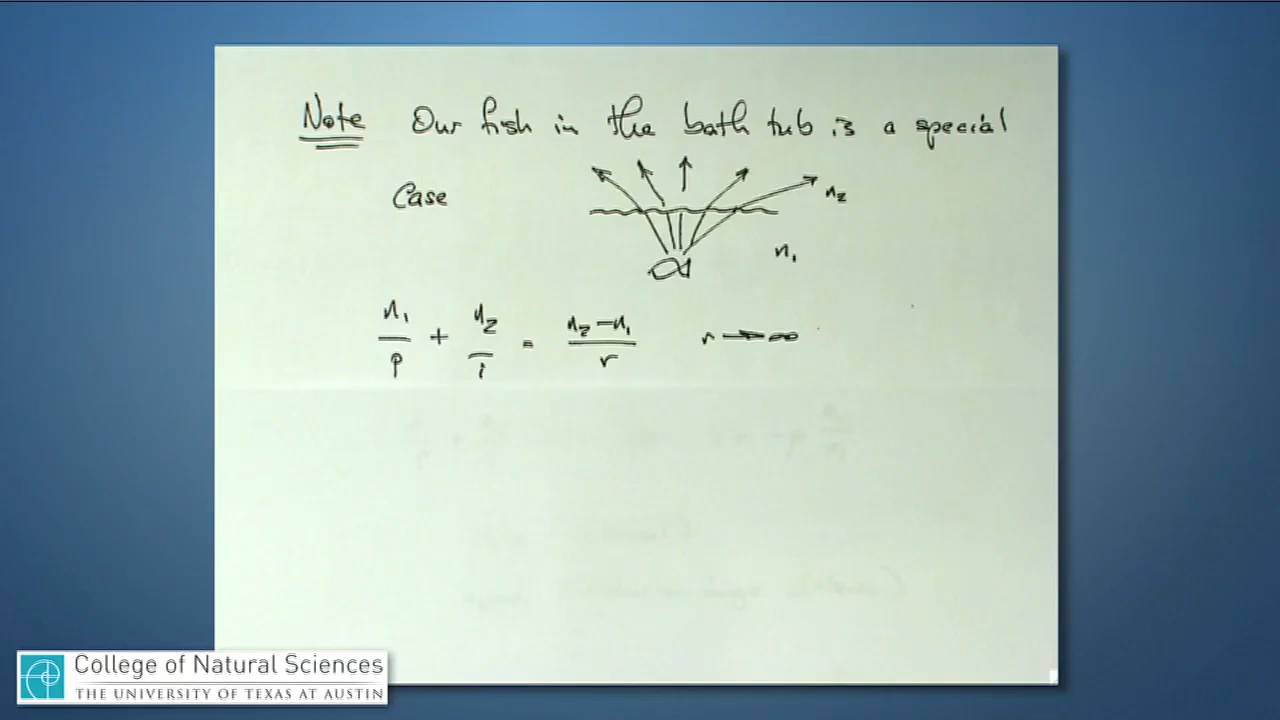 Note Our fish in the bath tub is a special
Case
n₂
n₁
n₁/p + n₂/i = n₂-n₁/r r → ∞
College of Natural Sciences
THE UNIVERSITY OF TEXAS AT AUSTIN